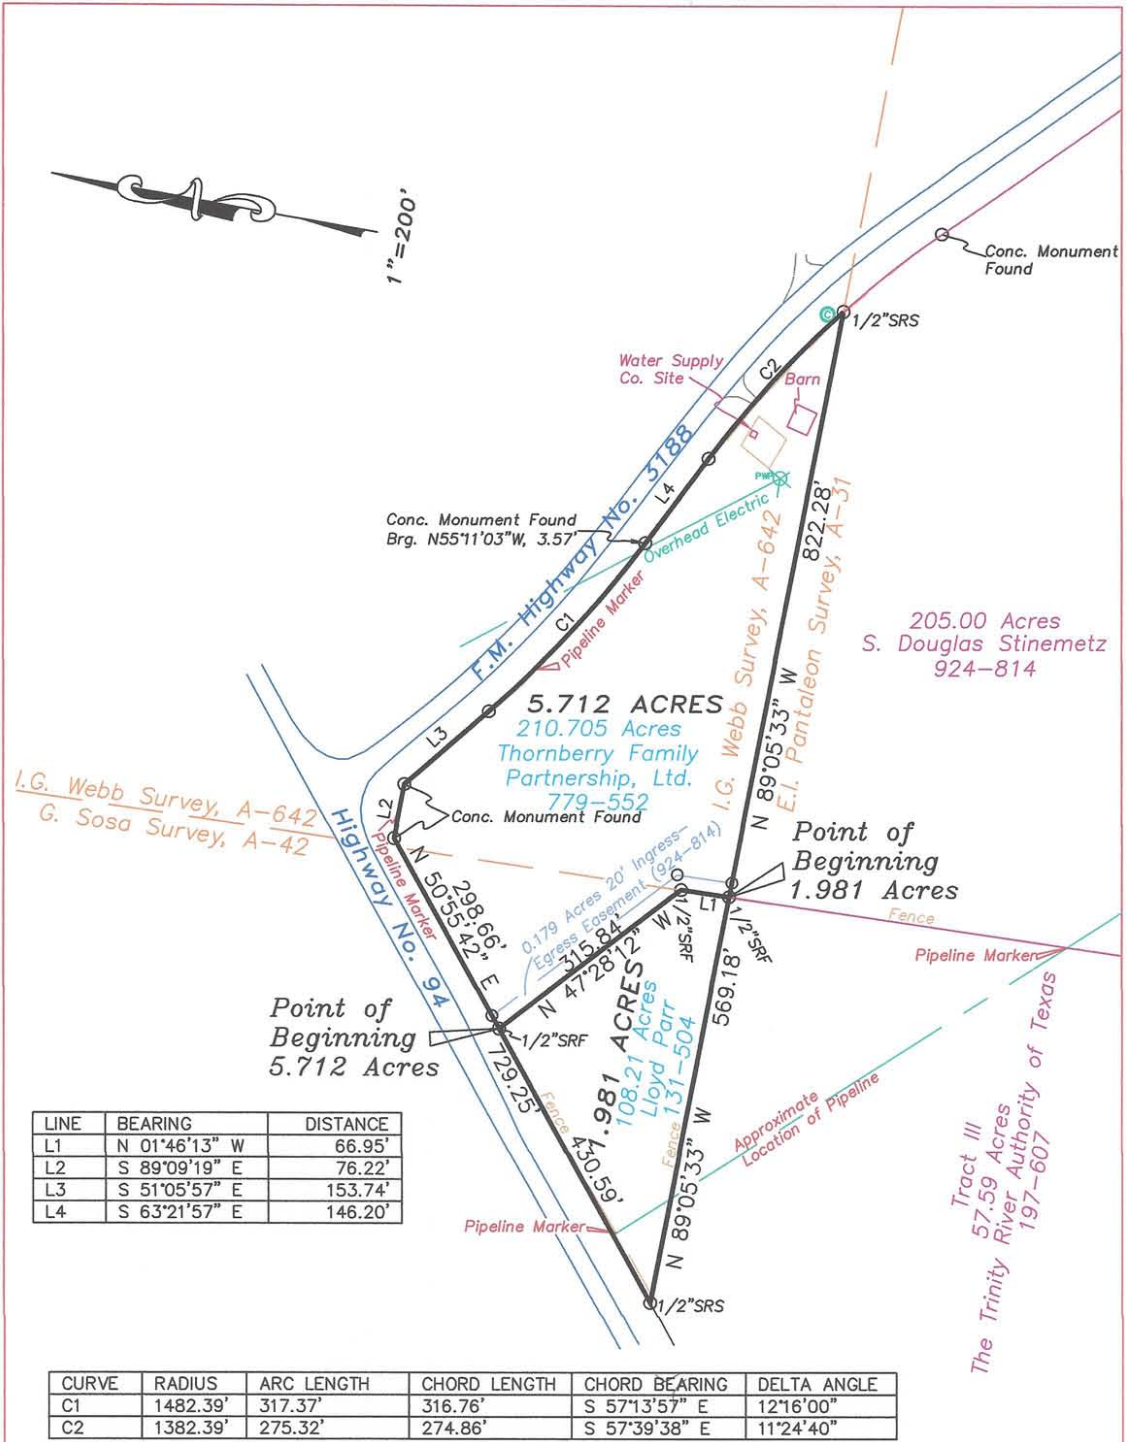 1"=200'
Conc. Monument
Found
1/2"SRS
Water Supply
Co. Site
Barn
C2
PWR
L4
Conc. Monument Found
Brg. N55°11'03"W, 3.57'
Overhead Electric
F.M. Highway No. 3188
C1
Pipeline Marker
822.28'
N 89°05'33" W
I.G. Webb Survey, A-642
E.I. Pantaleon Survey, A-31
205.00 Acres
S. Douglas Stinemetz
924-814
5.712 ACRES
210.705 Acres
Thornberry Family
Partnership, Ltd.
779-552
L3
L2
Conc. Monument Found
I.G. Webb Survey, A-642
G. Sosa Survey, A-42
Highway No. 94
Pipeline Marker
298.66'
N 50°55'42" E
0.179 Acres 20' Ingress-
Egress Easement (924-814)
315.84'
N 47°28'12" W
1/2"SRF
L1
1/2"SRF
Point of
Beginning
1.981 Acres
Fence
Pipeline Marker
569.18'
Point of
Beginning
5.712 Acres
1/2"SRF
729.25'
Fence
430.59'
1.981 ACRES
108.21 Acres
Lloyd Parr
131-504
Fence
N 89°05'33" W
Approximate
Location of Pipeline
Tract III
57.59 Acres
The Trinity River Authority of Texas
197-607
Pipeline Marker
1/2"SRS
LINE BEARING DISTANCE
L1 N 01°46'13" W 66.95'
L2 S 89°09'19" E 76.22'
L3 S 51°05'57" E 153.74'
L4 S 63°21'57" E 146.20'
CURVE RADIUS ARC LENGTH CHORD LENGTH CHORD BEARING DELTA ANGLE
C1 1482.39' 317.37' 316.76' S 57°13'57" E 12°16'00"
C2 1382.39' 275.32' 274.86' S 57°39'38" E 11°24'40"